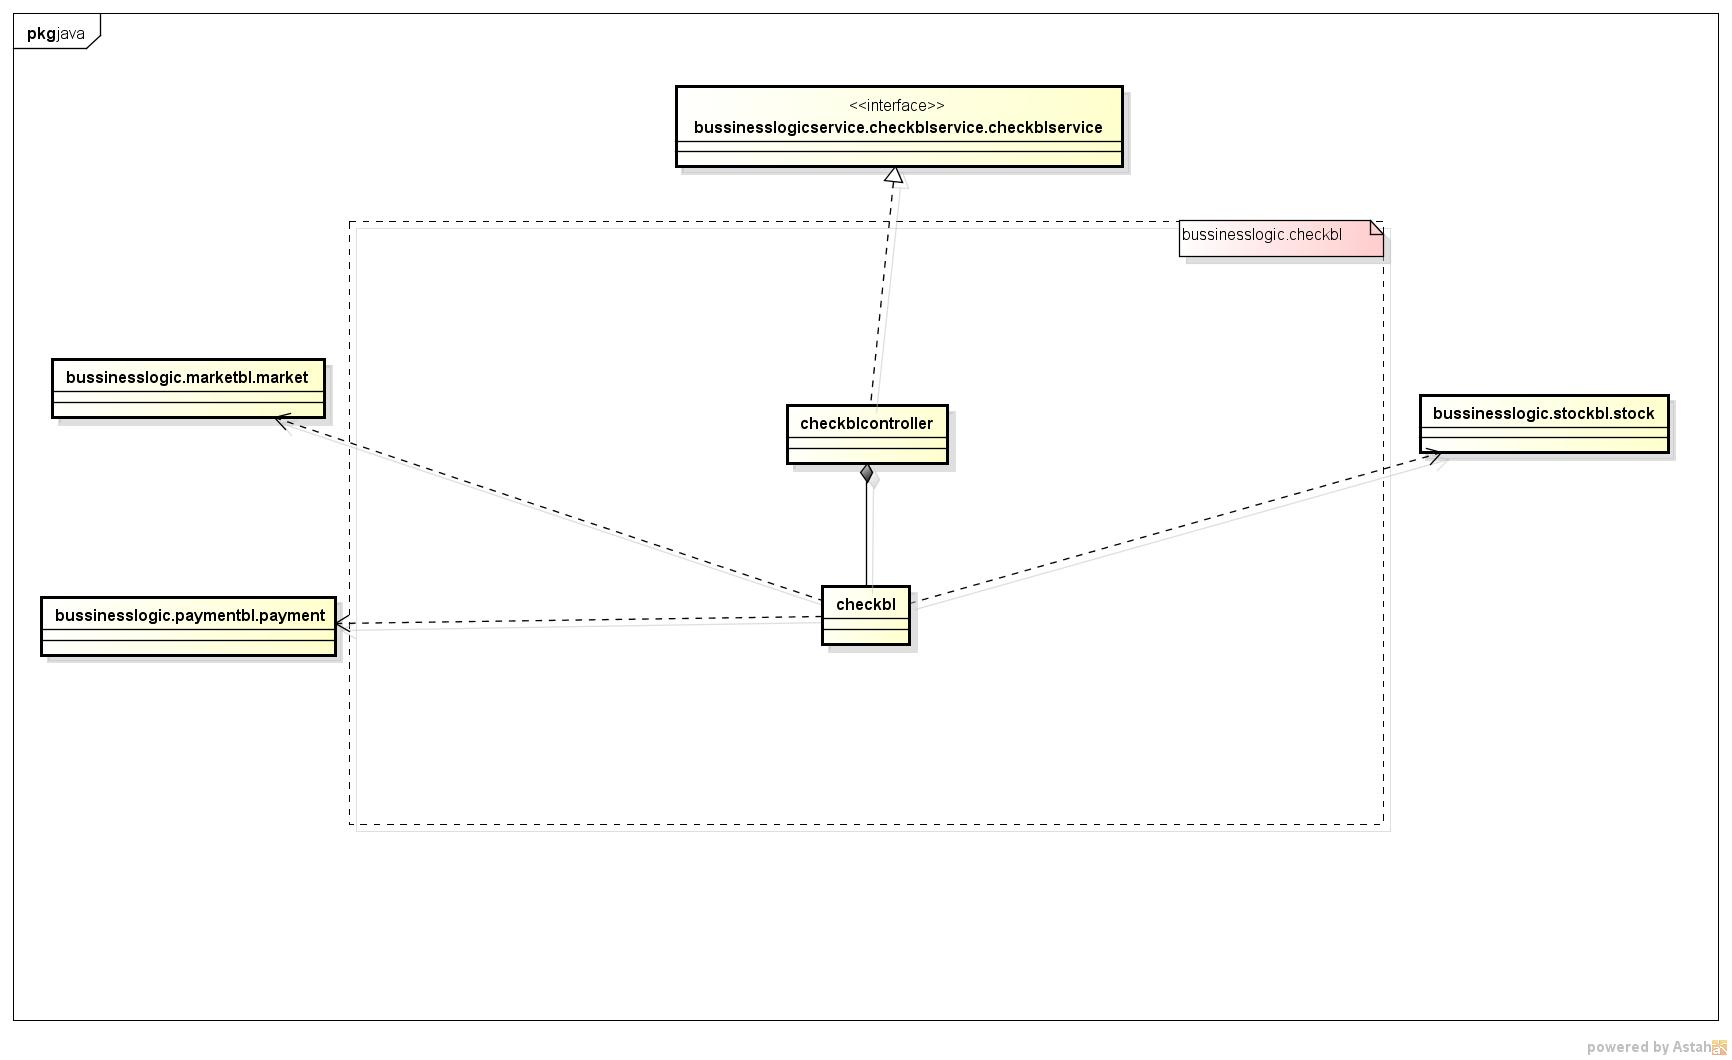 pkgjava
<<interface>>
bussinesslogicservice.checkblservice.checkblservice
bussinesslogic.checkbl
bussinesslogic.marketbl.market
checkblcontroller
bussinesslogic.stockbl.stock
checkbl
bussinesslogic.paymentbl.payment
powered by Astah